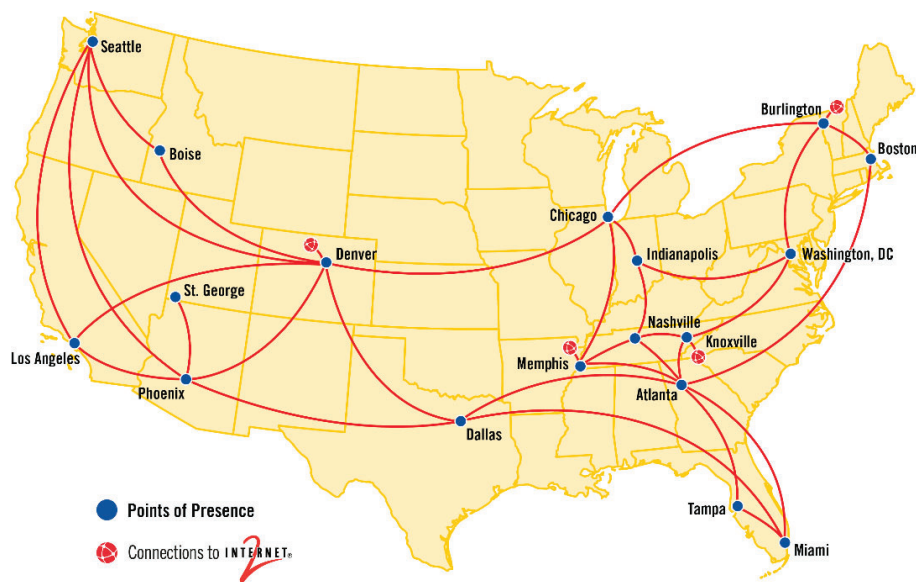 Seattle
Burlington
Boston
Boise
Chicago
Denver
Indianapolis
Washington, DC
St. George
Nashville
Knoxville
Los Angeles
Memphis
Phoenix
Atlanta
Dallas
Points of Presence
Tampa
Connections to INTERNET2®
Miami